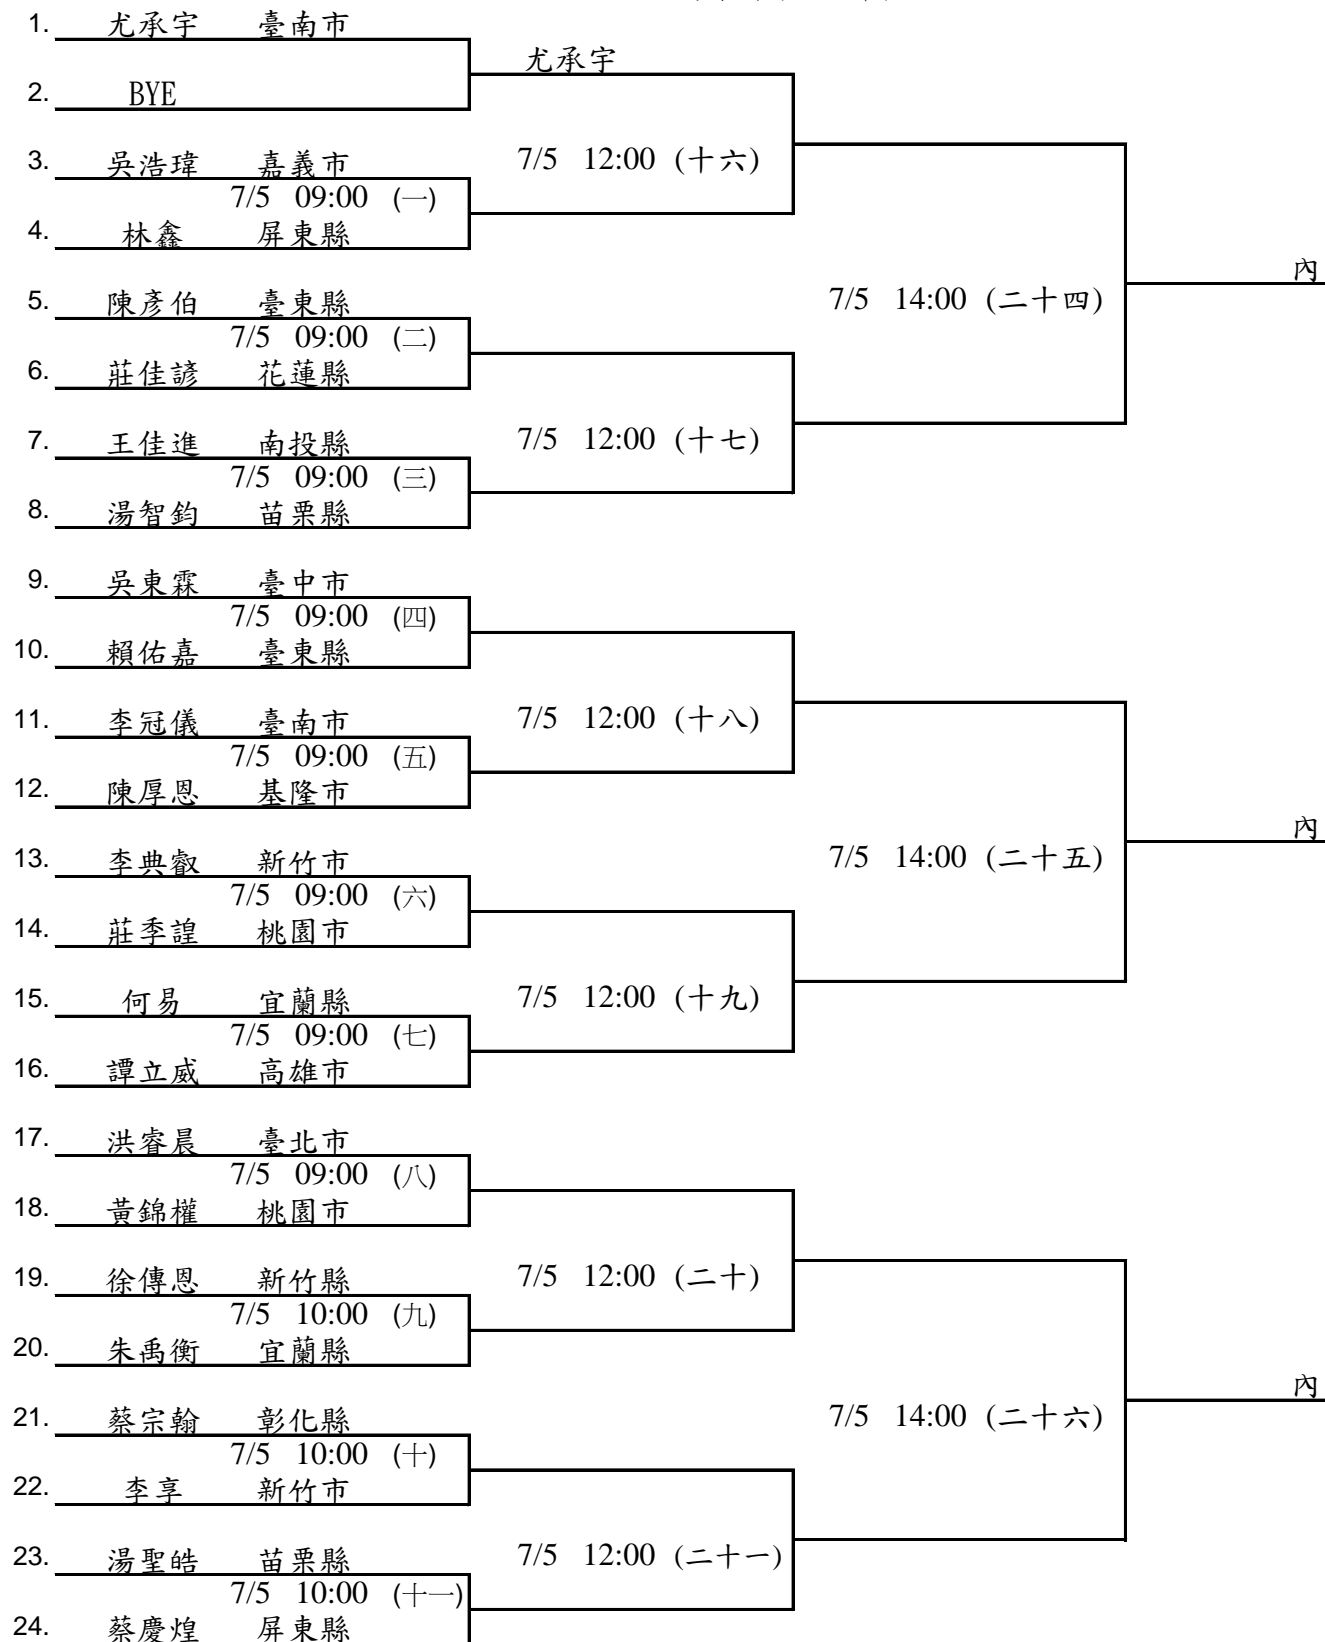 1. 尤承宇 臺南市
尤承宇
2. BYE
3. 吳浩瑋 嘉義市
7/5 12:00 (十六)
7/5 09:00 (一)
4. 林鑫 屏東縣
內
5. 陳彥伯 臺東縣
7/5 14:00 (二十四)
7/5 09:00 (二)
6. 莊佳諺 花蓮縣
7. 王佳進 南投縣
7/5 12:00 (十七)
7/5 09:00 (三)
8. 湯智鈞 苗栗縣
9. 吳東霖 臺中市
7/5 09:00 (四)
10. 賴佑嘉 臺東縣
11. 李冠儀 臺南市
7/5 12:00 (十八)
7/5 09:00 (五)
12. 陳厚恩 基隆市
內
13. 李典叡 新竹市
7/5 14:00 (二十五)
7/5 09:00 (六)
14. 莊季諻 桃園市
15. 何易 宜蘭縣
7/5 12:00 (十九)
7/5 09:00 (七)
16. 譚立威 高雄市
17. 洪睿晨 臺北市
7/5 09:00 (八)
18. 黃錦權 桃園市
19. 徐傳恩 新竹縣
7/5 12:00 (二十)
7/5 10:00 (九)
20. 朱禹衡 宜蘭縣
內
21. 蔡宗翰 彰化縣
7/5 14:00 (二十六)
7/5 10:00 (十)
22. 李享 新竹市
23. 湯聖皓 苗栗縣
7/5 12:00 (二十一)
7/5 10:00 (十一)
24. 蔡慶煌 屏東縣